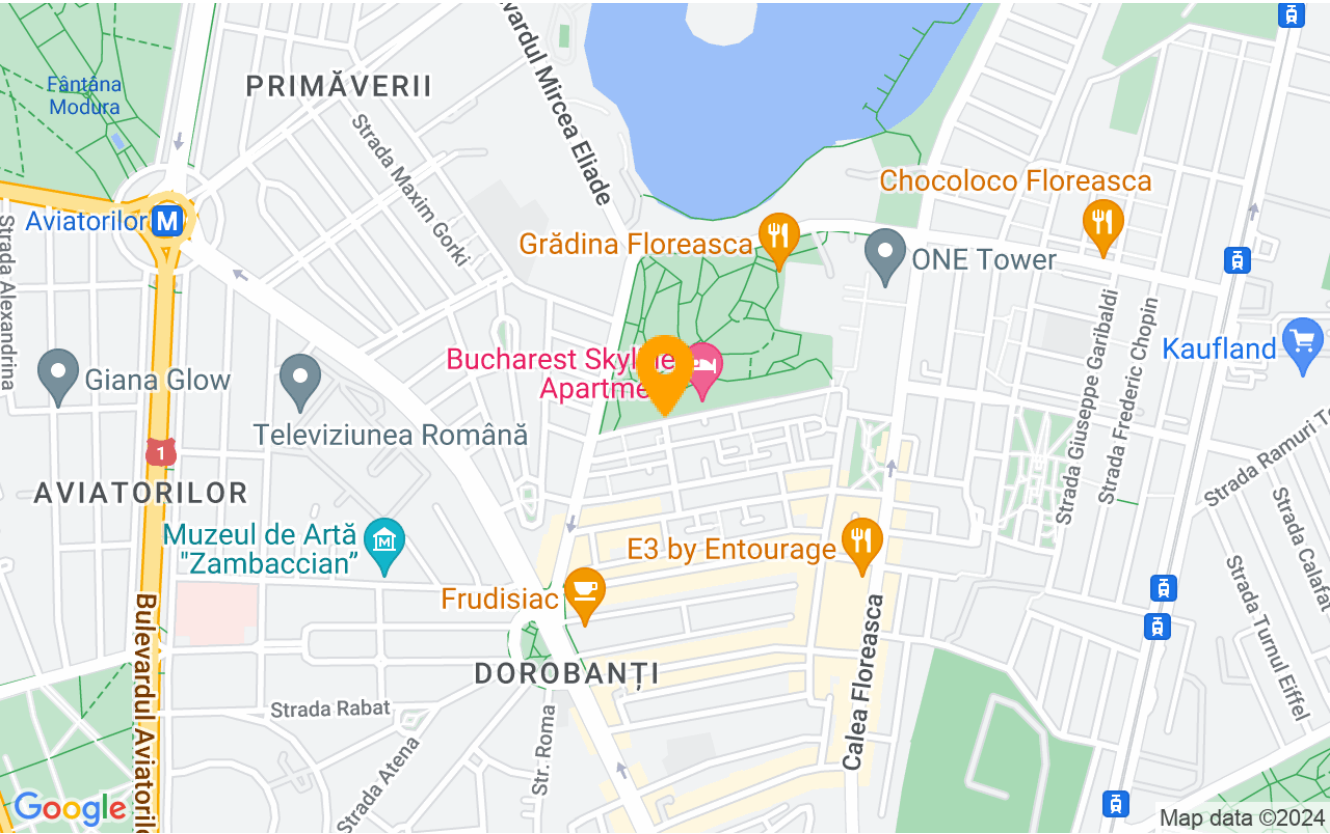 Fântâna
Modura
PRIMĂVERII
Bulevardul Mircea Eliade
Strada Maxim Gorki
Chocoloco Floreasca
Aviatorilor
M
Strada Alexandrina
Grădina Floreasca
ONE Tower
Strada Giuseppe Garibaldi
Strada Frederic Chopin
Kaufland
Bucharest
Giana Glow
Televiziunea Română
1
AVIATORILOR
Strada Ramuri
Strada Calafat
Strada Turnul Eiffel
Muzeul de Artă
"Zambaccian”
M
E3 by Entourage
Frudisiac
DOROBANȚI
Calea Floreasca
Bulevardul Aviatorilor
Strada Rabat
Str. Roma
Strada Atena
Google
Map data ©2024